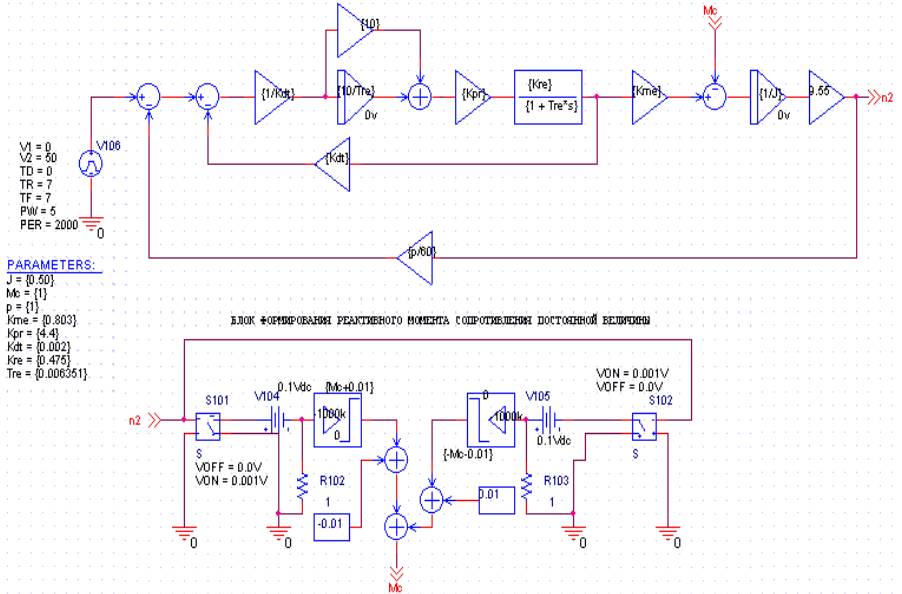 Mc
{10}
{1/Kdt}
{10/Tre}
0v
{Kpr}
{Kre}
{1 + Tre*s}
{Kme}
{1/J}
0v
9.55
n2
{Kdt}
V106
V1 = 0
V2 = 50
TD = 0
TR = 7
TF = 7
PW = 5
PER = 2000
0
{p/60}
PARAMETERS:
J = {0.50}
Mc = {1}
p = {1}
Kme = {0.803}
Kpr = {4.4}
Kdt = {0.002}
Kre = {0.475}
Tre = {0.006351}
БЛОК ФОРМИРОВАНИЯ РЕАКТИВНОГО МОМЕНТА СОПРОТИВЛЕНИЯ ПОСТОЯННОЙ ВЕЛИЧИНЫ
n2
S101
S
VOFF = 0.0V
VON = 0.001V
V104
0.1Vdc
{Mc+0.01}
1000k
0
R102
1
-0.01
0
1000k
{-Mc-0.01}
0.01
V105
0.1Vdc
R103
1
VON = 0.001V
VOFF = 0.0V
S102
S
0
0
0
0
Mc